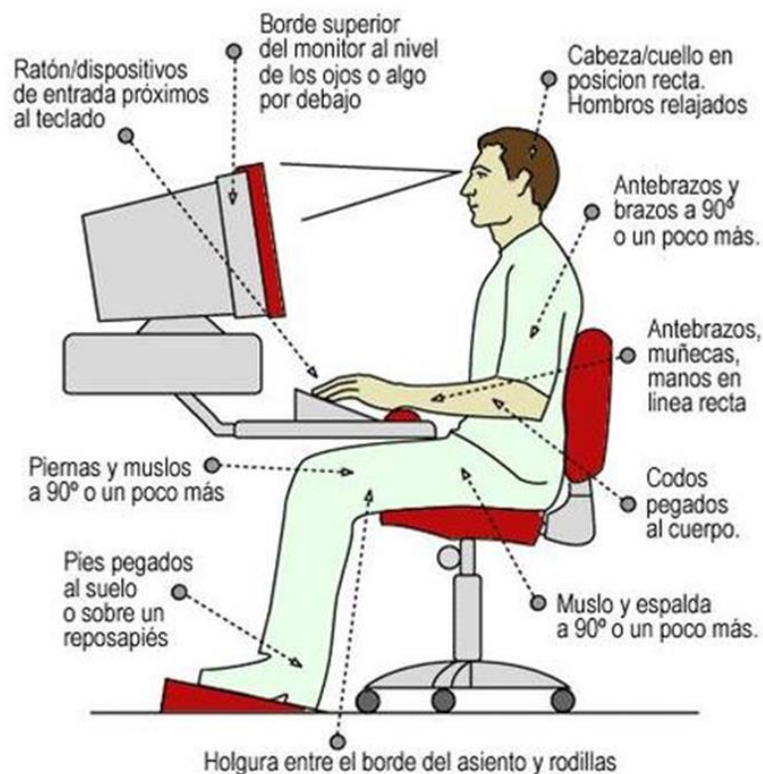 Borde superior
del monitor al nivel
de los ojos o algo
por debajo
Ratón/dispositivos
de entrada próximos
al teclado
Cabeza/cuello en
posicion recta.
Hombros relajados
Antebrazos y
brazos a 90º
o un poco más.
Antebrazos,
muñecas,
manos en
linea recta
Piernas y muslos
a 90º o un poco más
Codos
pegados
al cuerpo.
Pies pegados
al suelo
o sobre un
reposapiés
Muslo y espalda
a 90º o un poco más.
Holgura entre el borde del asiento y rodillas